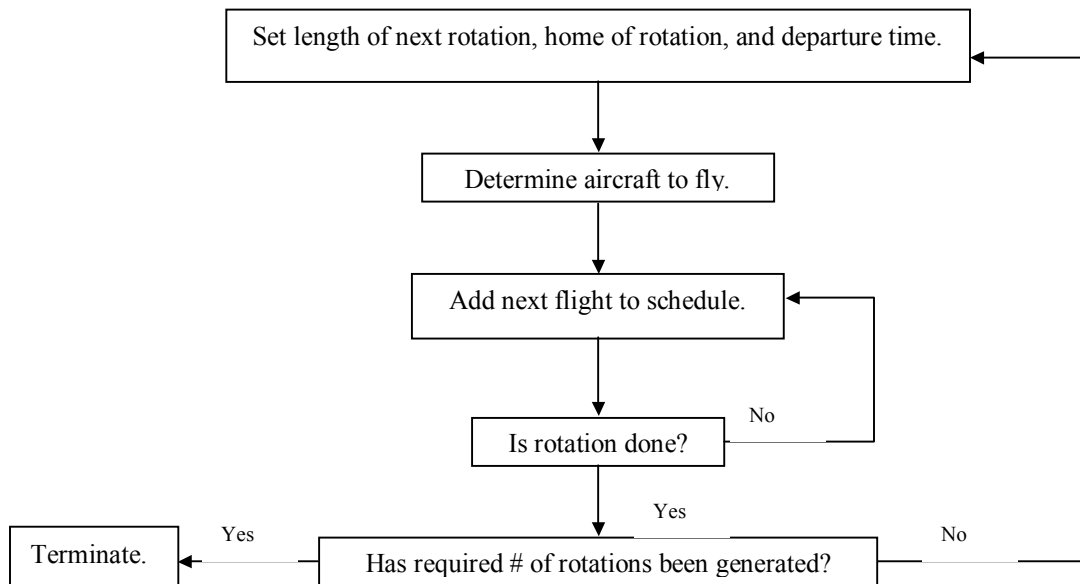 Set length of next rotation, home of rotation, and departure time.
Determine aircraft to fly.
Add next flight to schedule.
No
Is rotation done?
Yes
Yes
No
Terminate.
Has required # of rotations been generated?